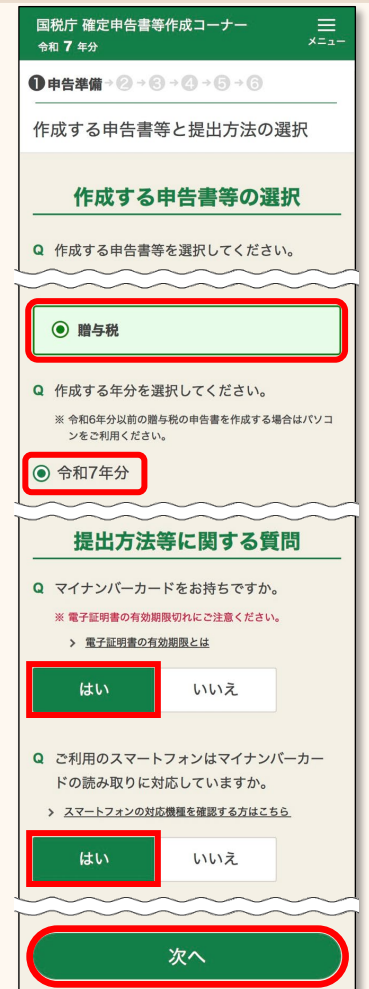 国税庁 確定申告書等作成コーナー
令和 7 年分
メニュー
❶申告準備→②→③→④→⑤→⑥
作成する申告書等と提出方法の選択
作成する申告書等の選択
Q 作成する申告書等を選択してください。
贈与税
Q 作成する年分を選択してください。
※ 令和6年分以前の贈与税の申告書を作成する場合はパソコ
ンをご利用ください。
令和7年分
提出方法等に関する質問
Q マイナンバーカードをお持ちですか。
※ 電子証明書の有効期限切れにご注意ください。
> 電子証明書の有効期限とは
はい いいえ
Q ご利用のスマートフォンはマイナンバーカー
ドの読み取りに対応していますか。
> スマートフォンの対応機種を確認する方はこちら
はい いいえ
次へ